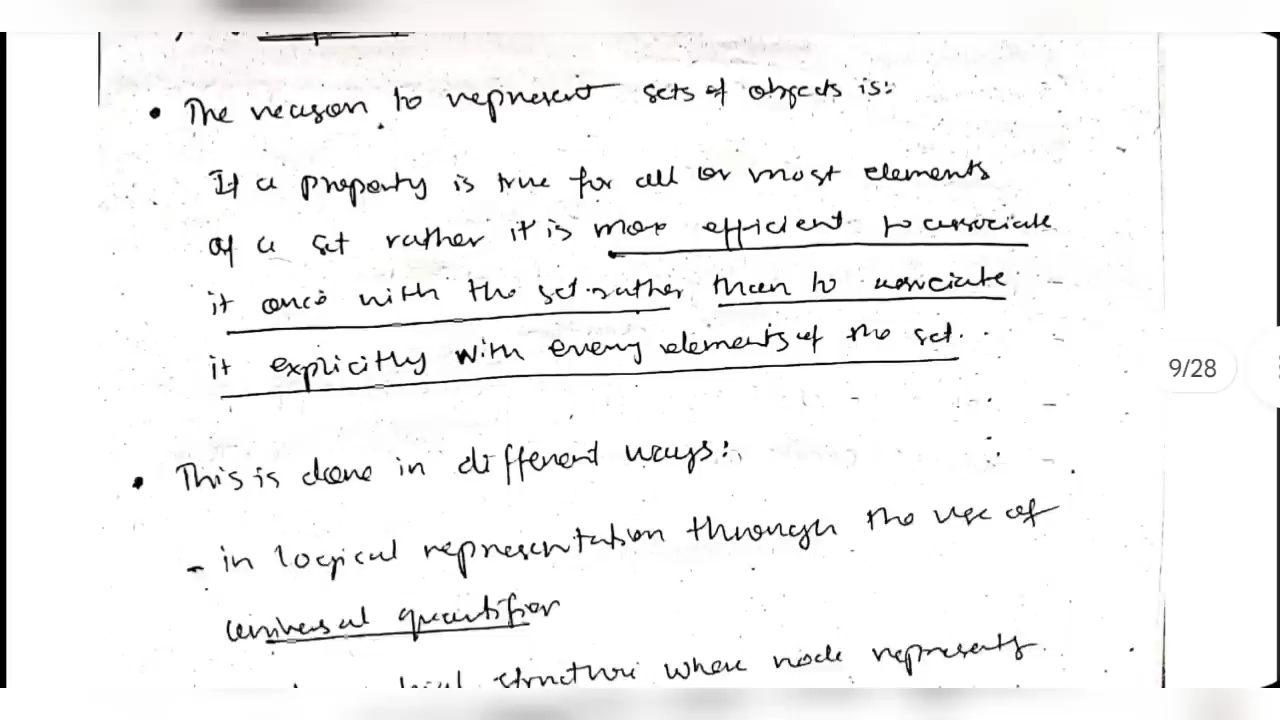 • The reason to represent sets of objects is:
If a property is true for all or most elements
of a set rather it is more efficient to associate
it once with the set rather than to associate
it explicitly with every elements of the set.
• This is done in different ways:
- in logical representation through the use of
universal quantifier
structure where node represents
9/28